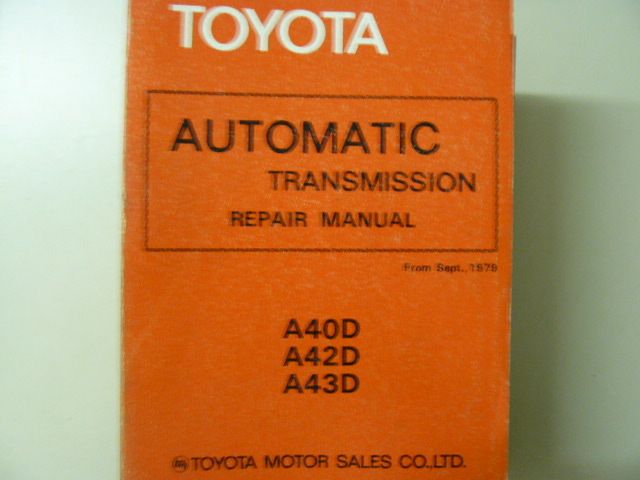 TOYOTA
AUTOMATIC
TRANSMISSION
REPAIR MANUAL
From Sept., 1979
A40D
A42D
A43D
TOYOTA MOTOR SALES CO.,LTD.